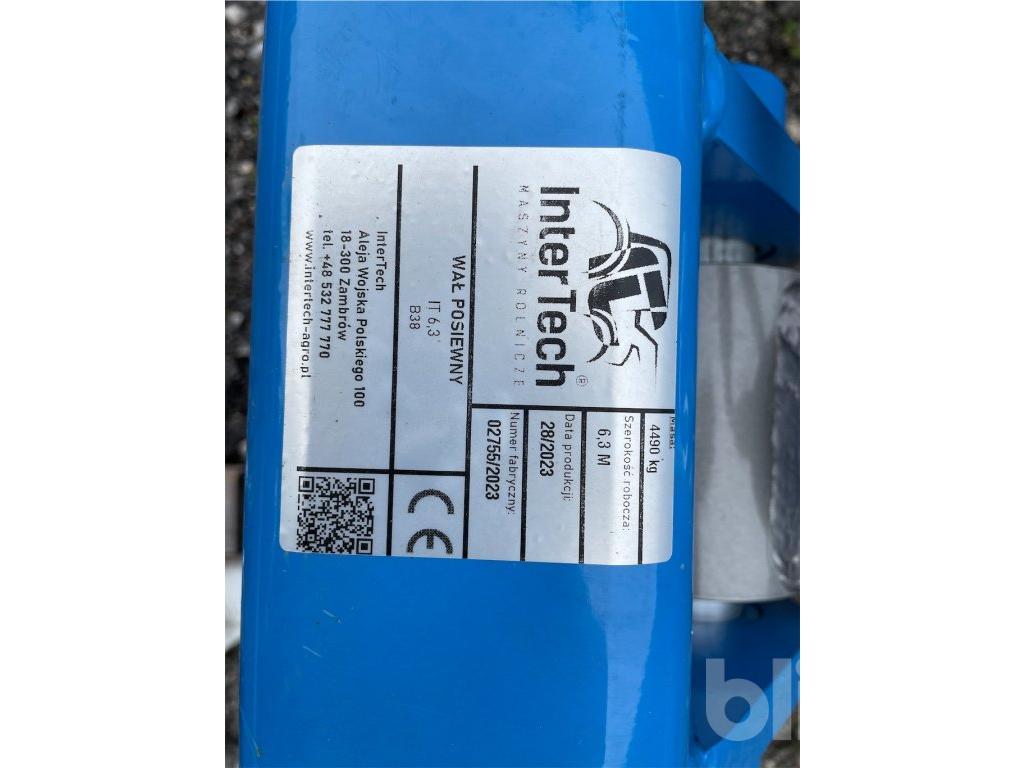 InterTech®
MASZYNY ROLNICZE
Masa:
4490 kg
Szerokość robocza:
6,3 M
Data produkcji:
28/2023
Numer fabryczny:
02755/2023
WAŁ POSIEWNY
IT 6,3
B38
CE
InterTech
Aleja Wojska Polskiego 100
18-300 Zambrów
tel. +48 532 777 770
www.intertech-agro.pl